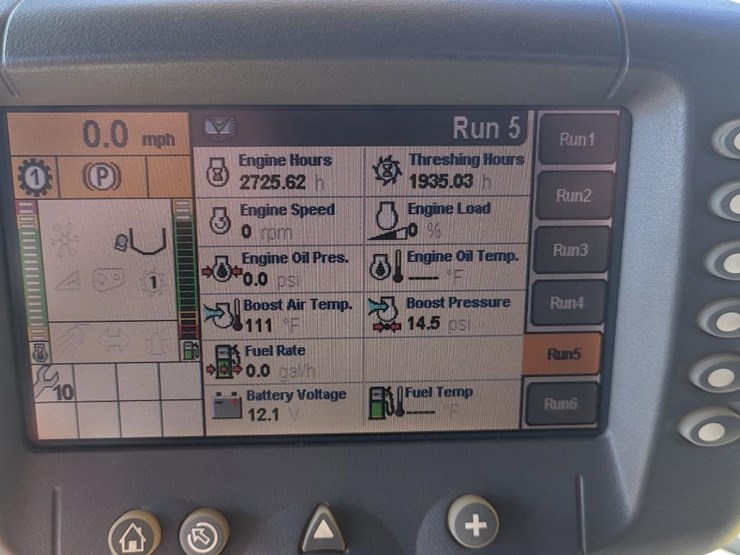 0.0 mph
Run 5
1
P
Engine Hours
2725.62 h
Threshing Hours
1935.03 h
Engine Speed
0 rpm
Engine Load
0 %
Engine Oil Pres.
0.0 psi
Engine Oil Temp.
---- °F
Boost Air Temp.
111 °F
Boost Pressure
14.5 psi
Fuel Rate
0.0 gal/h
Battery Voltage
12.1 V
Fuel Temp
---- °F
1
10
Run1
Run2
Run3
Run4
Run5
Run6